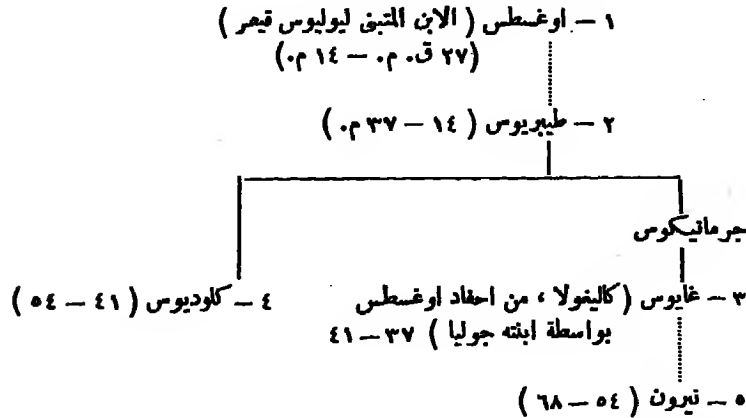 ١ – اوغسطس ( الابن المتبنى ليوليوس قيصر )
(٢٧ ق. م. – ١٤ م.)
٢ – طيبريوس ( ١٤ – ٣٧ م. )
جرمانيكوس
٣ – غايوس (كاليغولا ، من احفاد اوغسطس
بواسطة ابنته جوليا ) ٣٧–٤١
٤ – كلوديوس (٤١ – ٥٤ )
٥ – نيرون ( ٥٤ – ٦٨ )